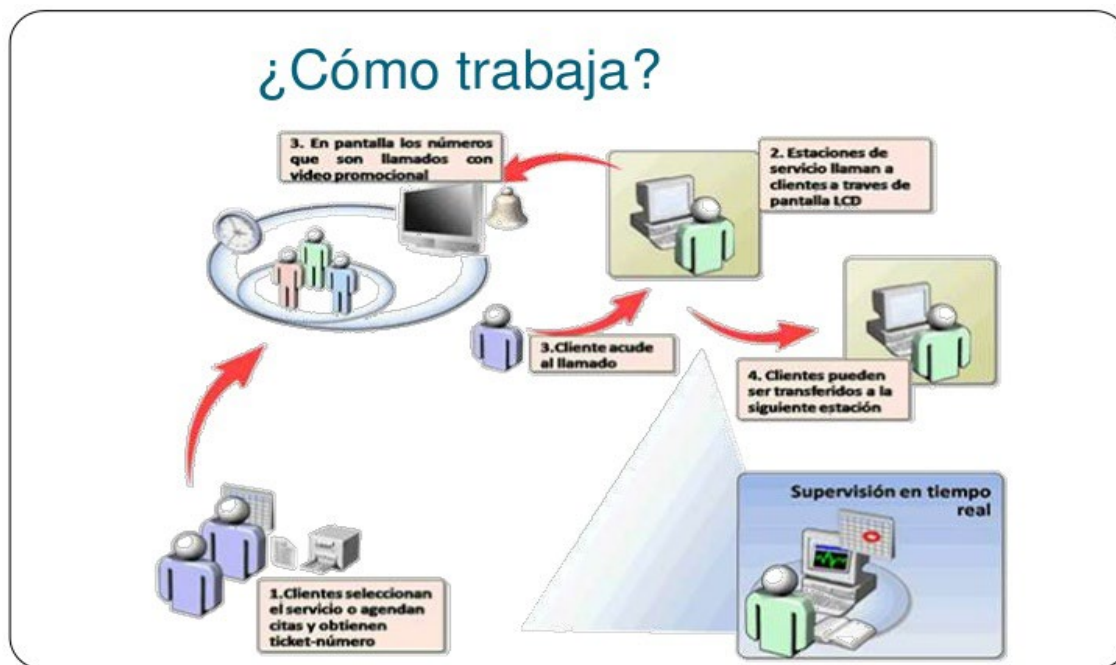 ¿Cómo trabaja?
3. En pantalla los números
que son llamados con
video promocional
2. Estaciones de
servicio llaman a
clientes a traves de
pantalla LCD
3.Cliente acude
al llamado
4. Clientes pueden
ser transferidos a la
siguiente estación
1.Clientes seleccionan
el servicio o agendan
citas y obtienen
ticket-número
Supervisión en tiempo
real